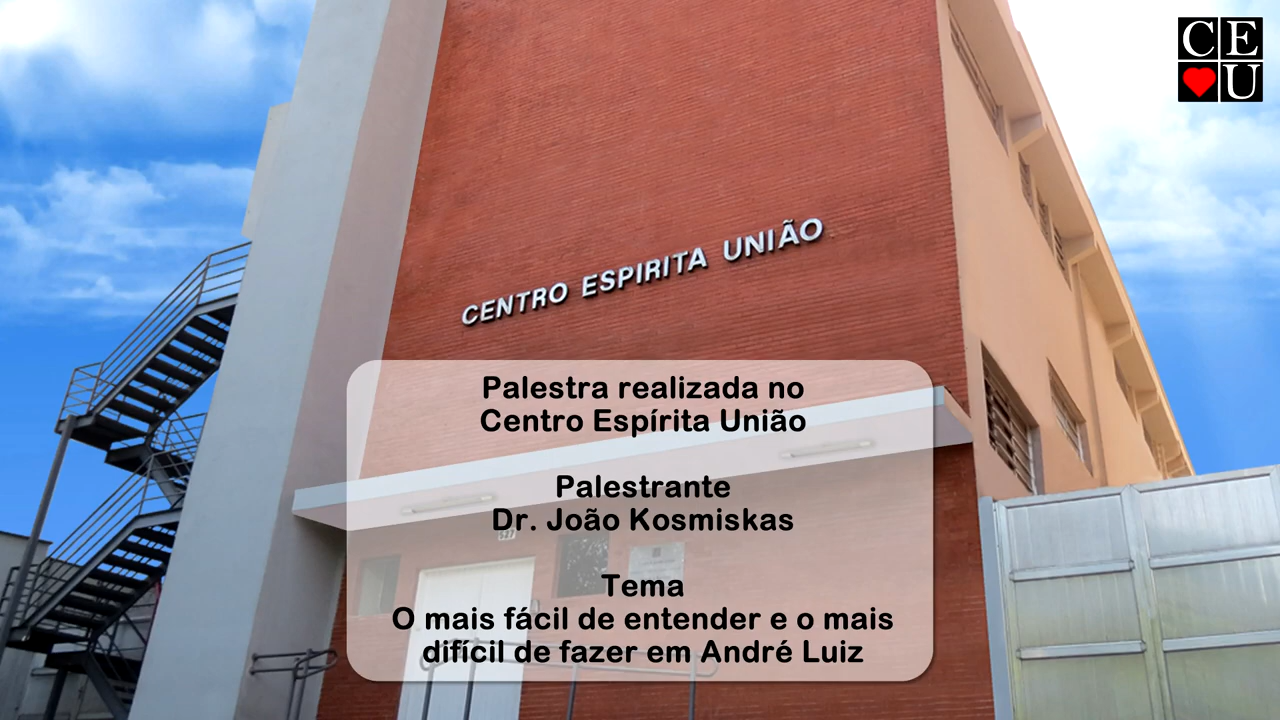 C E
U
CENTRO ESPIRITA UNIÃO
Palestra realizada no
Centro Espírita União
Palestrante
Dr. João Kosmiskas
527
Tema
O mais fácil de entender e o mais
difícil de fazer em André Luiz